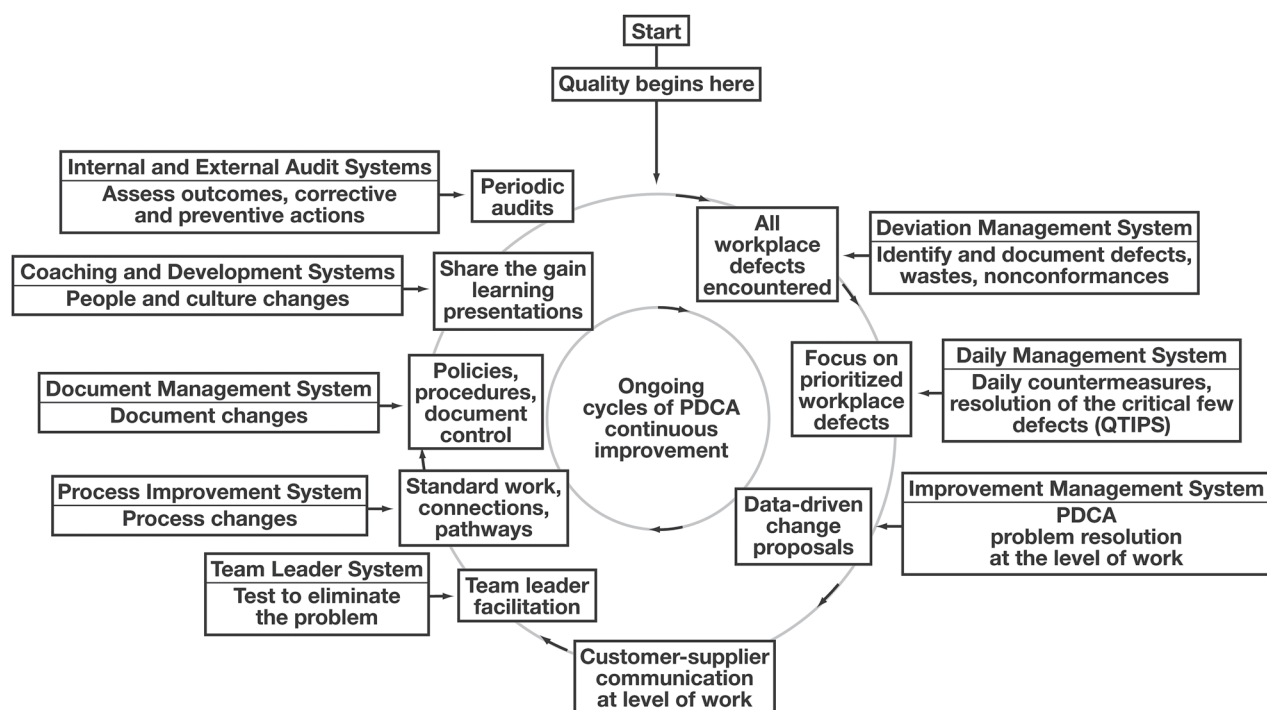 Start
Quality begins here
Internal and External Audit Systems
Assess outcomes, corrective
and preventive actions
Periodic
audits
All
workplace
defects
encountered
Deviation Management System
Identify and document defects,
wastes, nonconformances
Coaching and Development Systems
People and culture changes
Share the gain
learning
presentations
Focus on
prioritized
workplace
defects
Daily Management System
Daily countermeasures,
resolution of the critical few
defects (QTIPS)
Ongoing
cycles of PDCA
continuous
improvement
Document Management System
Document changes
Policies,
procedures,
document
control
Process Improvement System
Process changes
Standard work,
connections,
pathways
Data-driven
change
proposals
Improvement Management System
PDCA
problem resolution
at the level of work
Team Leader System
Test to eliminate
the problem
Team leader
facilitation
Customer-supplier
communication
at level of work